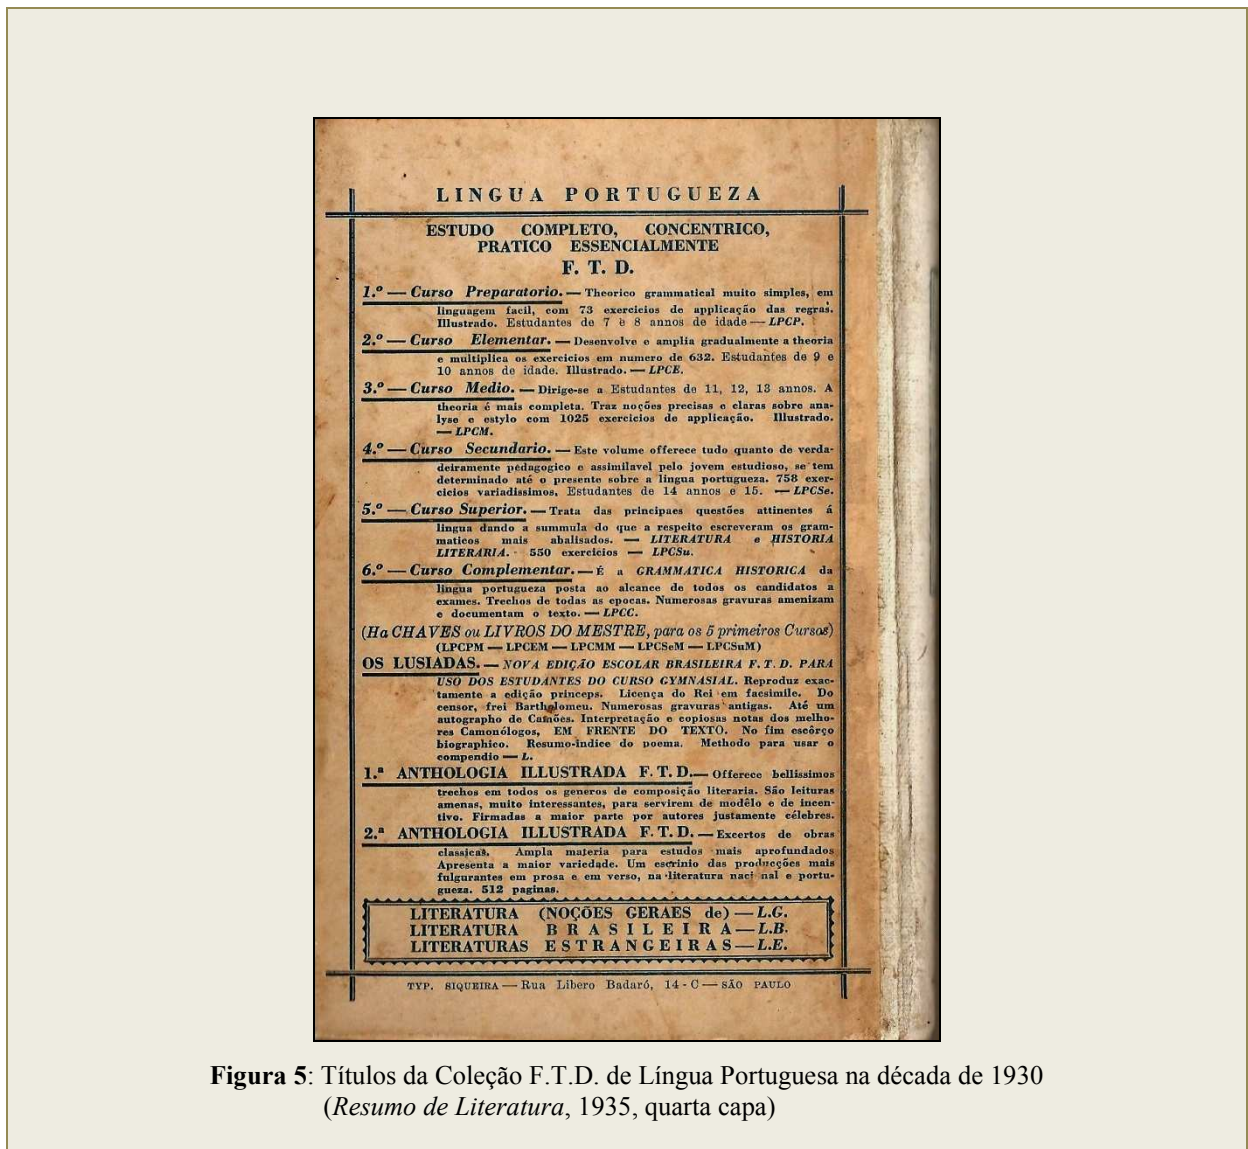 LINGUA PORTUGUEZA
ESTUDO COMPLETO, CONCENTRICO,
PRATICO ESSENCIALMENTE
F. T. D.
1.º — Curso Preparatorio. — Theorico grammatical muito simples, em
linguagem facil, com 73 exercicios de applicação das regras.
Illustrado. Estudantes de 7 e 8 annos de idade — LPCP.
2.º — Curso Elementar. — Desenvolve e amplia gradualmente a theoria
e multiplica os exercicios em numero de 632. Estudantes de 9 e
10 annos de idade. Illustrado. — LPCE.
3.º — Curso Medio. — Dirige-se a Estudantes de 11, 12, 13 annos. A
theoria é mais completa. Traz noções precisas e claras sobre ana-
lyse e estylo com 1025 exercicios de applicação. Illustrado.
— LPCM.
4.º — Curso Secundario. — Este volume offerece tudo quanto de verda-
deiramente pedagogico e assimilavel pelo jovem estudioso, se tem
determinado até o presente sobre a lingua portugueza. 758 exer-
cicios variadissimos, Estudantes de 14 annos e 15. — LPCSe.
5.º — Curso Superior. — Trata das principaes questões attinentes á
lingua dando a summula do que a respeito escreveram os gram-
maticos mais abalisados. — LITERATURA e HISTORIA
LITERARIA. 550 exercicios — LPCSu.
6.º — Curso Complementar. — É a GRAMMATICA HISTORICA da
lingua portugueza posta ao alcance de todos os candidatos a
exames. Trechos de todas as epocas. Numerosas gravuras amenizam
e documentam o texto. — LPCC.
(Ha CHAVES ou LIVROS DO MESTRE, para os 5 primeiros Cursos)
(LPCPM — LPCEM — LPCMM — LPCSeM — LPCSuM)
OS LUSIADAS. — NOVA EDIÇÃO ESCOLAR BRASILEIRA F. T. D. PARA
USO DOS ESTUDANTES DO CURSO GYMNASIAL. Reproduz exac-
tamente a edição princeps. Licença do Rei em facsimile. Do
censor, frei Bartholomeu. Numerosas gravuras antigas. Até um
autographo de Camões. Interpretação e copiosas notas dos melho-
res Camonólogos, EM FRENTE DO TEXTO. No fim escôrço
biographico. Resumo-indice do poema. Methodo para usar o
compendio — L.
1.ª ANTHOLOGIA ILLUSTRADA F. T. D. — Offerece bellissimos
trechos em todos os generos de composição literaria. São leituras
amenas, muito interessantes, para servirem de modêlo e de incen-
tivo. Firmadas a maior parte por autores justamente célebres.
2.ª ANTHOLOGIA ILLUSTRADA F. T. D. — Excertos de obras
classicas. Ampla materia para estudos mais aprofundados
Apresenta a maior variedade. Um escrinio das producções mais
fulgurantes em prosa e em verso, na literatura naci nal e portu-
gueza. 512 paginas.
LITERATURA (NOÇÕES GERAES de) — L.G.
LITERATURA BRASILEIRA — L.B.
LITERATURAS ESTRANGEIRAS — L.E.
TYP. SIQUEIRA — Rua Libero Badaró, 14 - C — SÃO PAULO
Figura 5: Títulos da Coleção F.T.D. de Língua Portuguesa na década de 1930
(Resumo de Literatura, 1935, quarta capa)